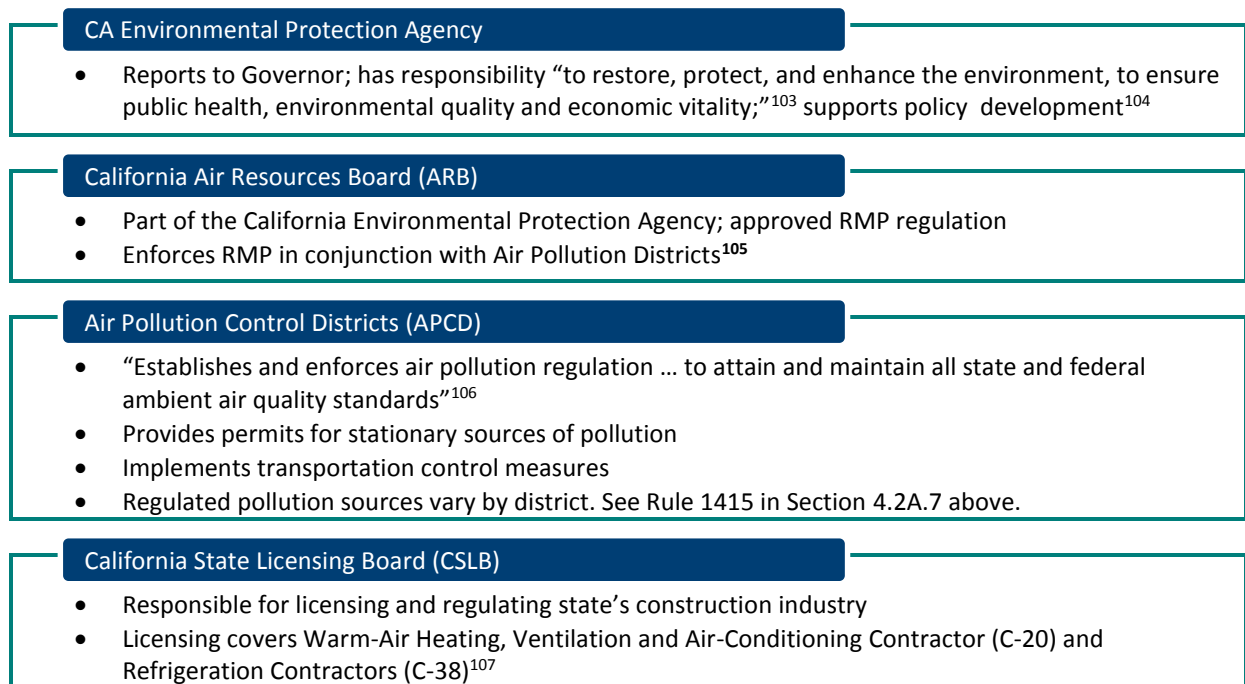 CA Environmental Protection Agency
• Reports to Governor; has responsibility “to restore, protect, and enhance the environment, to ensure
public health, environmental quality and economic vitality;”103 supports policy  development104
California Air Resources Board (ARB)
• Part of the California Environmental Protection Agency; approved RMP regulation
• Enforces RMP in conjunction with Air Pollution Districts105
Air Pollution Control Districts (APCD)
• “Establishes and enforces air pollution regulation … to attain and maintain all state and federal
ambient air quality standards”106
• Provides permits for stationary sources of pollution
• Implements transportation control measures
• Regulated pollution sources vary by district. See Rule 1415 in Section 4.2A.7 above.
California State Licensing Board (CSLB)
• Responsible for licensing and regulating state’s construction industry
• Licensing covers Warm-Air Heating, Ventilation and Air-Conditioning Contractor (C-20) and
Refrigeration Contractors (C-38)107